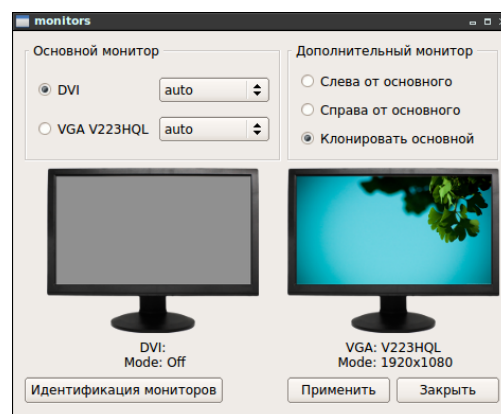 monitors
Основной монитор
DVI auto
VGA V223HQL auto
Дополнительный монитор
Слева от основного
Справа от основного
Клонировать основной
DVI:
Mode: Off
VGA: V223HQL
Mode: 1920x1080
Идентификация мониторов
Применить
Закрыть